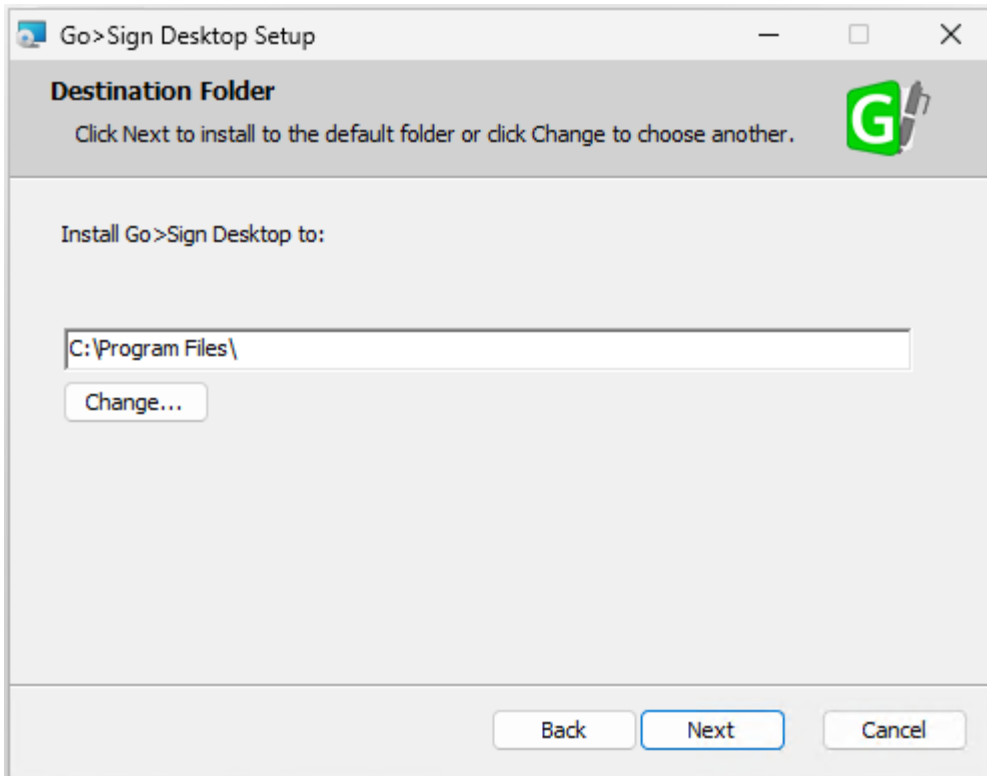 Go>Sign Desktop Setup
Destination Folder
G
Click Next to install to the default folder or click Change to choose another.
Install Go>Sign Desktop to:
C:\Program Files\
Change...
Back
Next
Cancel